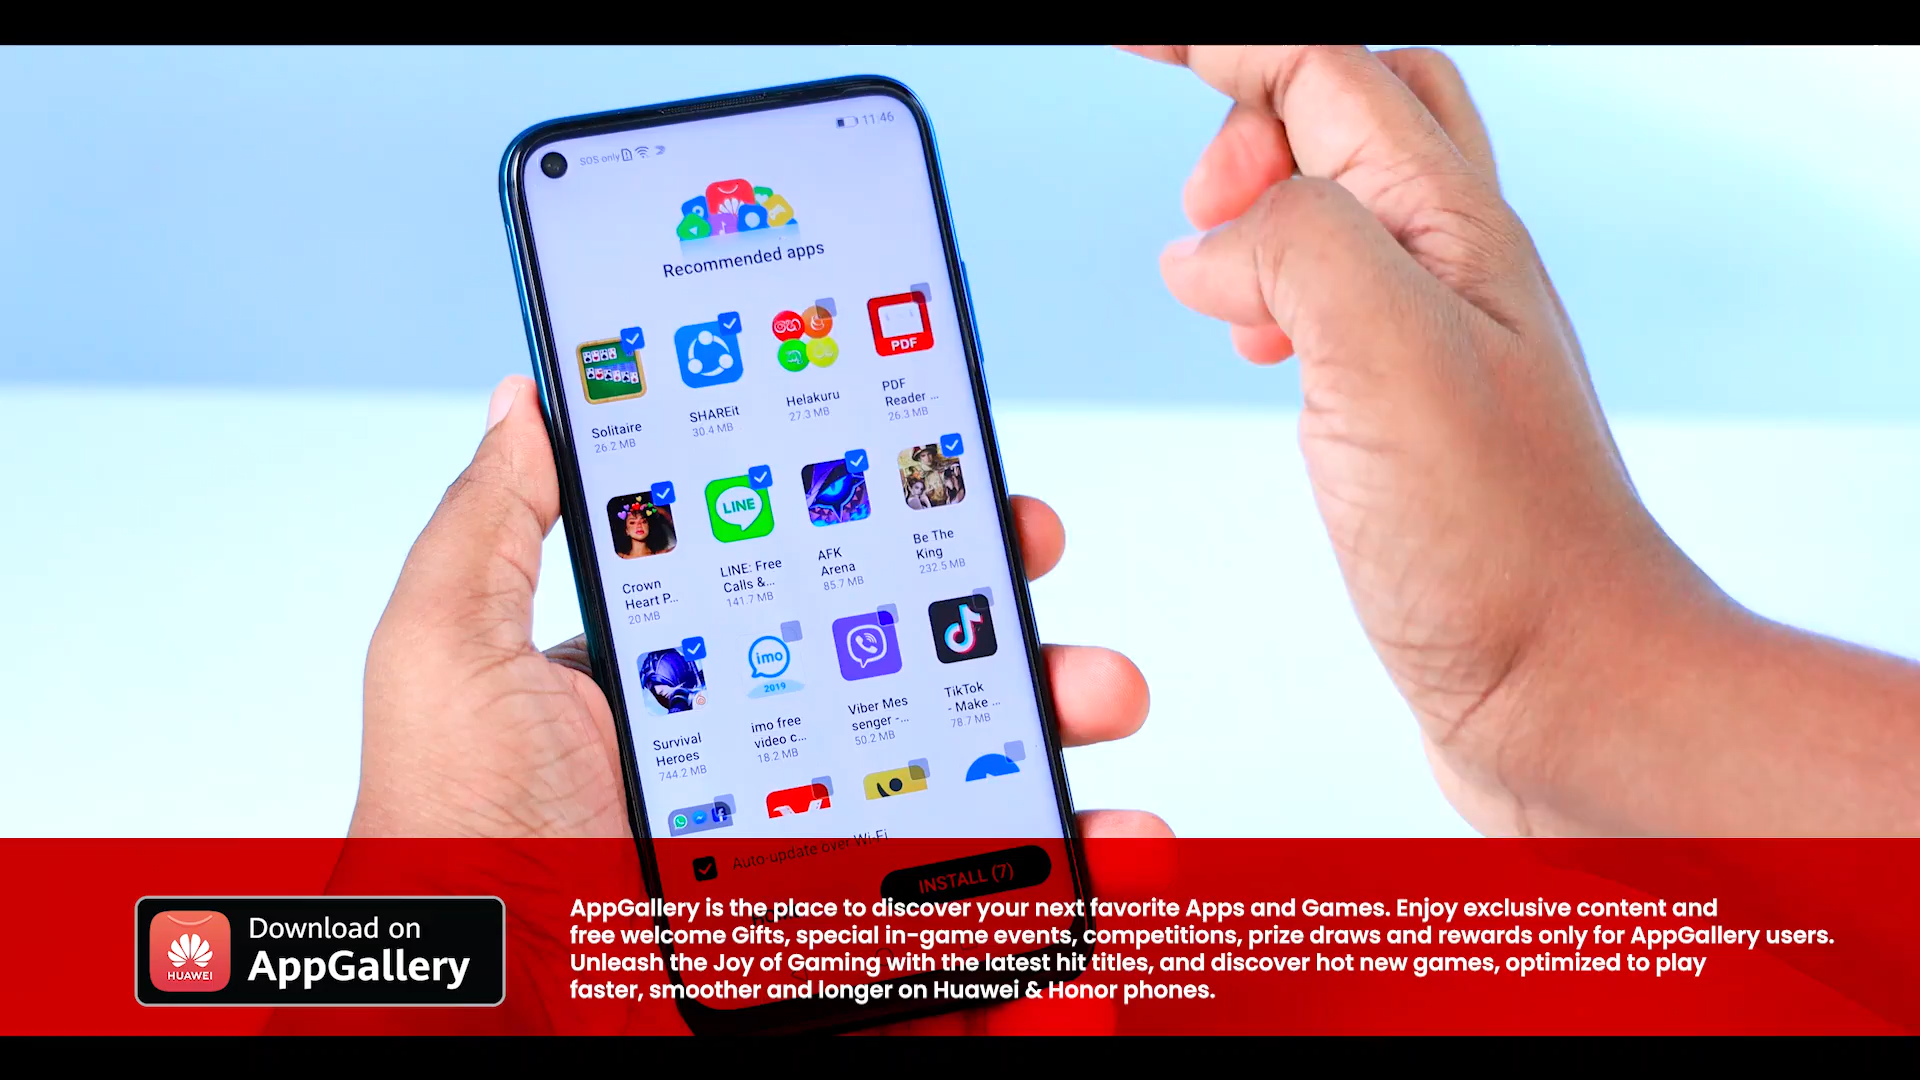 SOS only
11:46
Recommended apps
Solitaire
26.2 MB
SHAREit
30.4 MB
Helakuru
27.3 MB
PDF
PDF
Reader ...
26.3 MB
Crown
Heart P...
20 MB
LINE
LINE: Free
Calls &...
141.7 MB
AFK
Arena
85.7 MB
Be The
King
232.5 MB
Survival
Heroes
744.2 MB
imo
2019
imo free
video c...
18.2 MB
Viber Mes
senger -...
50.2 MB
TikTok
- Make ...
78.7 MB
Auto-update over Wi-Fi
INSTALL (7)
HUAWEI
Download on
AppGallery
AppGallery is the place to discover your next favorite Apps and Games. Enjoy exclusive content and
free welcome Gifts, special in-game events, competitions, prize draws and rewards only for AppGallery users.
Unleash the Joy of Gaming with the latest hit titles, and discover hot new games, optimized to play
faster, smoother and longer on Huawei & Honor phones.